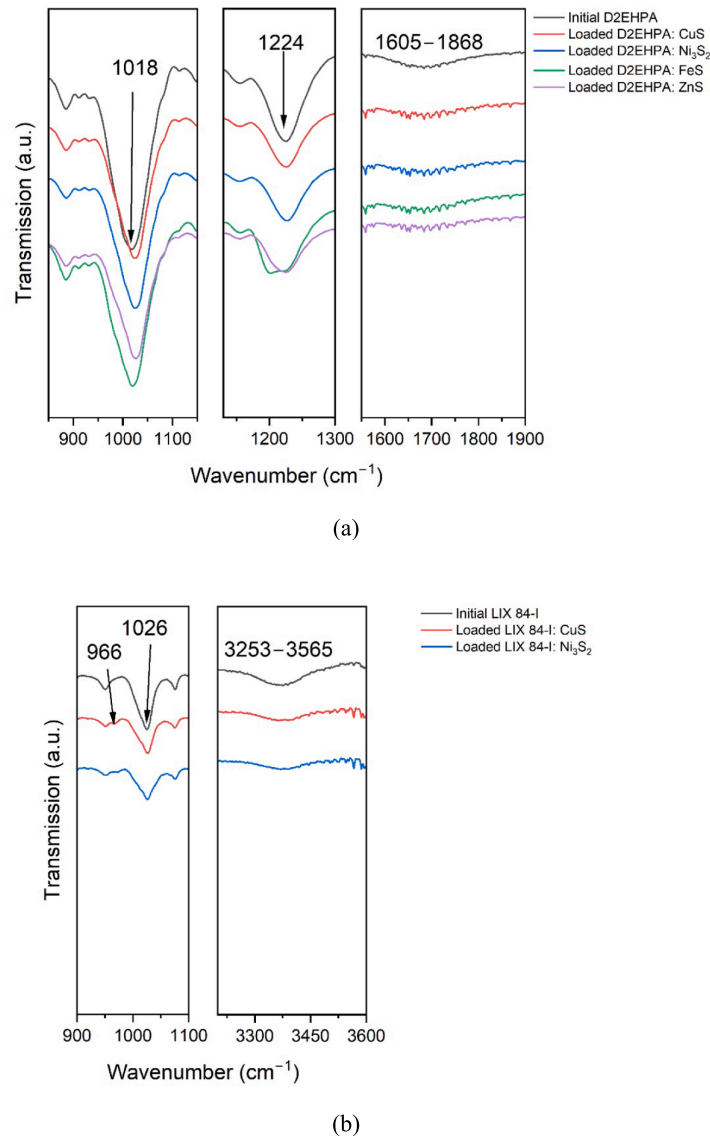 Initial D2EHPA
Loaded D2EHPA: CuS
Loaded D2EHPA: Ni₃S₂
Loaded D2EHPA: FeS
Loaded D2EHPA: ZnS
1018
1224
1605−1868
Transmission (a.u.)
900 1000 1100 1200 1300 1600 1700 1800 1900
Wavenumber (cm⁻¹)
(a)
Initial LIX 84-I
Loaded LIX 84-I: CuS
Loaded LIX 84-I: Ni₃S₂
966
1026
3253−3565
Transmission (a.u.)
900 1000 1100 3300 3450 3600
Wavenumber (cm⁻¹)
(b)